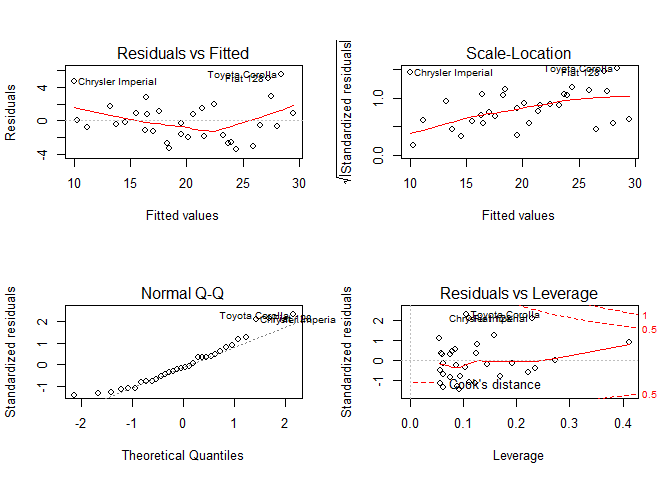 Residuals vs Fitted
Residuals
4
0
-4
Chrysler Imperial
Toyota Corolla
Fiat 128
10 15 20 25 30
Fitted values
Scale-Location
√|Standardized residuals|
1.0
0.0
Chrysler Imperial
Toyota Corolla
Fiat 128
10 15 20 25 30
Fitted values
Normal Q-Q
Standardized residuals
2
1
-1
Toyota Corolla
Chrysler Imperial
-2 -1 0 1 2
Theoretical Quantiles
Residuals vs Leverage
Standardized residuals
2
1
-1
Toyota Corolla
Chrysler Imperial
Fiat 128
Cook's distance
1
0.5
0.5
0.0 0.1 0.2 0.3 0.4
Leverage